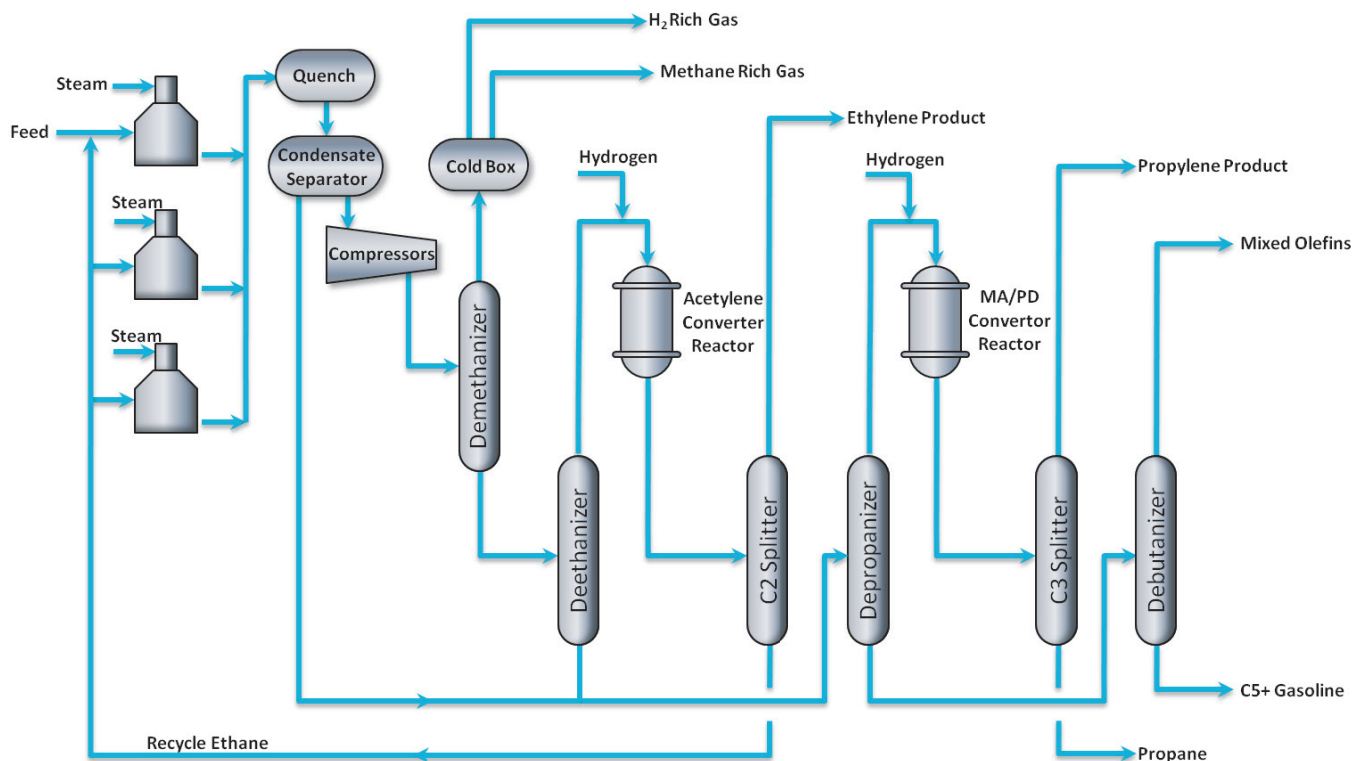 H₂Rich Gas
Methane Rich Gas
Quench
Steam
Feed
Condensate
Separator
Cold Box
Compressors
Steam
Steam
Hydrogen
Ethylene Product
Hydrogen
Propylene Product
Mixed Olefins
Acetylene
Converter
Reactor
MA/PD
Convertor
Reactor
Demethanizer
Deethanizer
C2 Splitter
Depropanizer
C3 Splitter
Debutanizer
C5+ Gasoline
Recycle Ethane
Propane